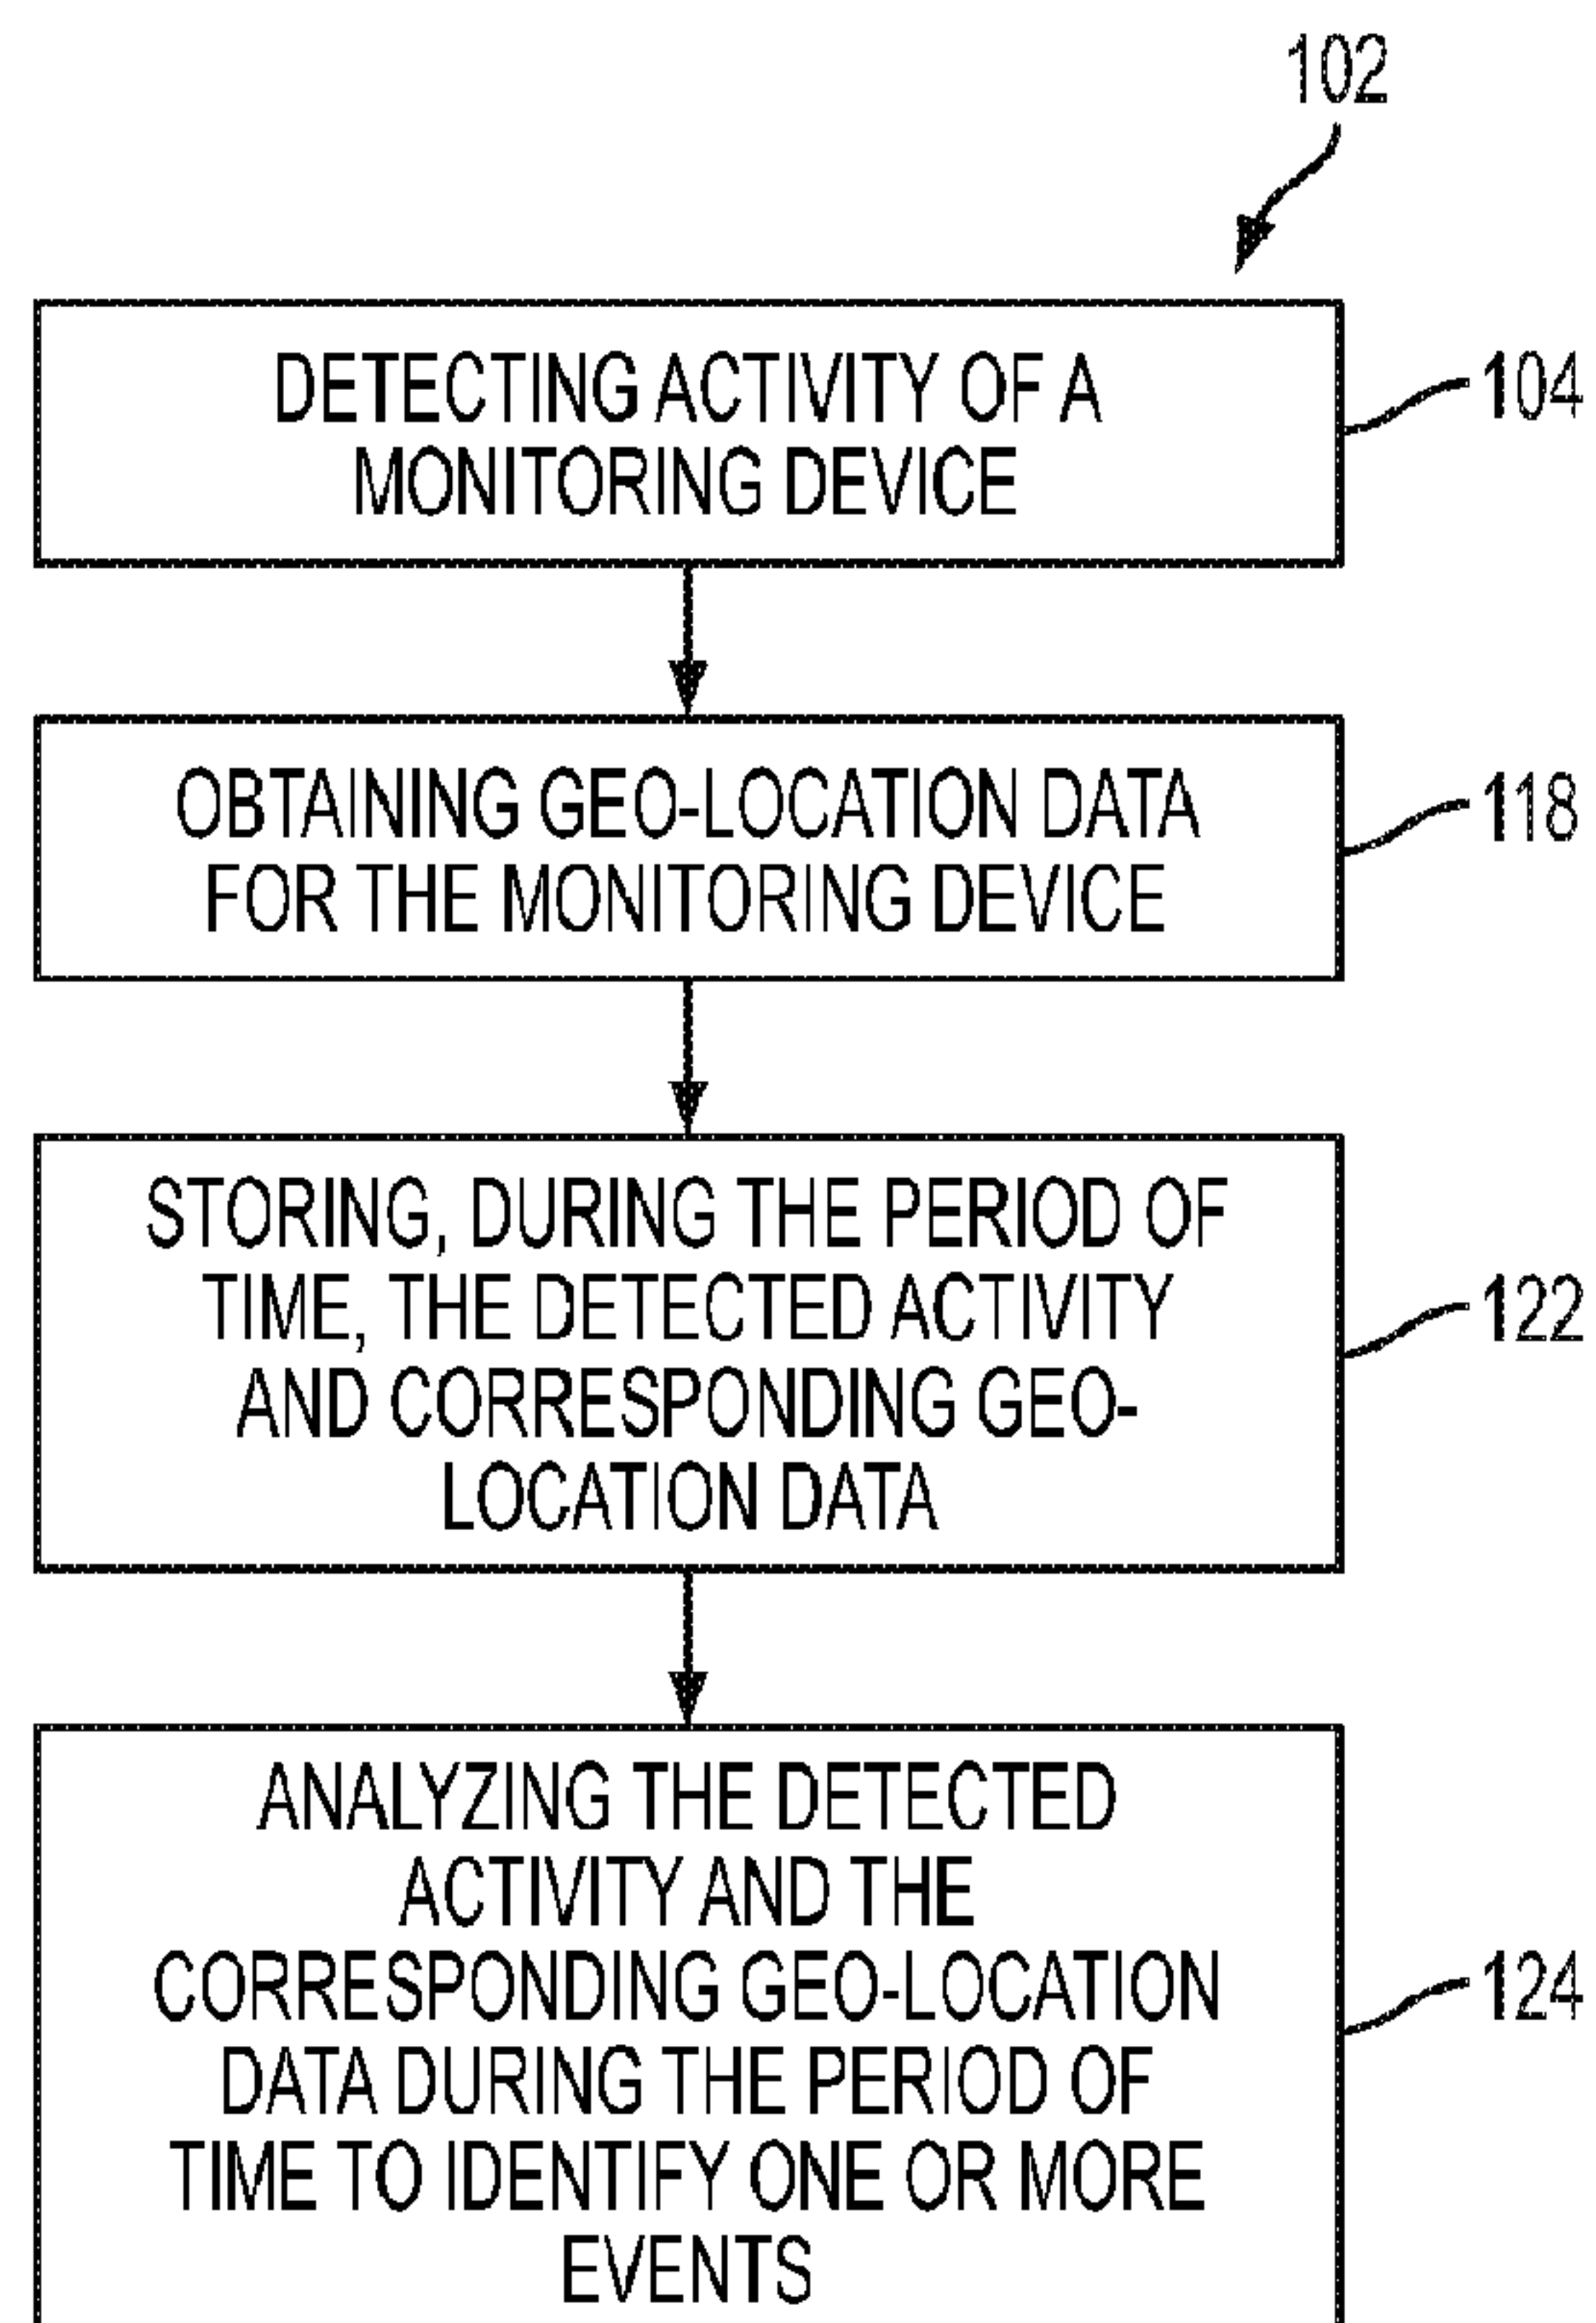 102
DETECTING ACTIVITY OF A
MONITORING DEVICE
104
OBTAINING GEO-LOCATION DATA
FOR THE MONITORING DEVICE
118
STORING, DURING THE PERIOD OF
TIME, THE DETECTED ACTIVITY
AND CORRESPONDING GEO-
LOCATION DATA
122
ANALYZING THE DETECTED
ACTIVITY AND THE
CORRESPONDING GEO-LOCATION
DATA DURING THE PERIOD OF
TIME TO IDENTIFY ONE OR MORE
EVENTS
124